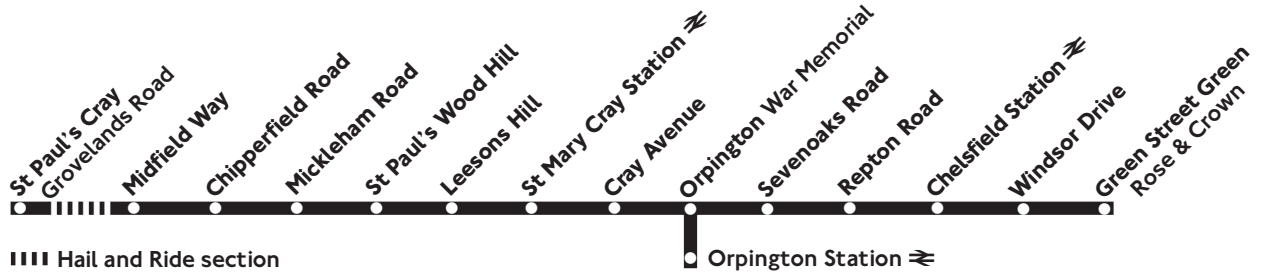 St Paul's Cray
Grovelands Road
Midfield Way
Chipperfield Road
Mickleham Road
St Paul's Wood Hill
Leesons Hill
St Mary Cray Station
Cray Avenue
Orpington War Memorial
Sevenoaks Road
Repton Road
Chelsfield Station
Windsor Drive
Green Street Green
Rose & Crown
Hail and Ride section
Orpington Station